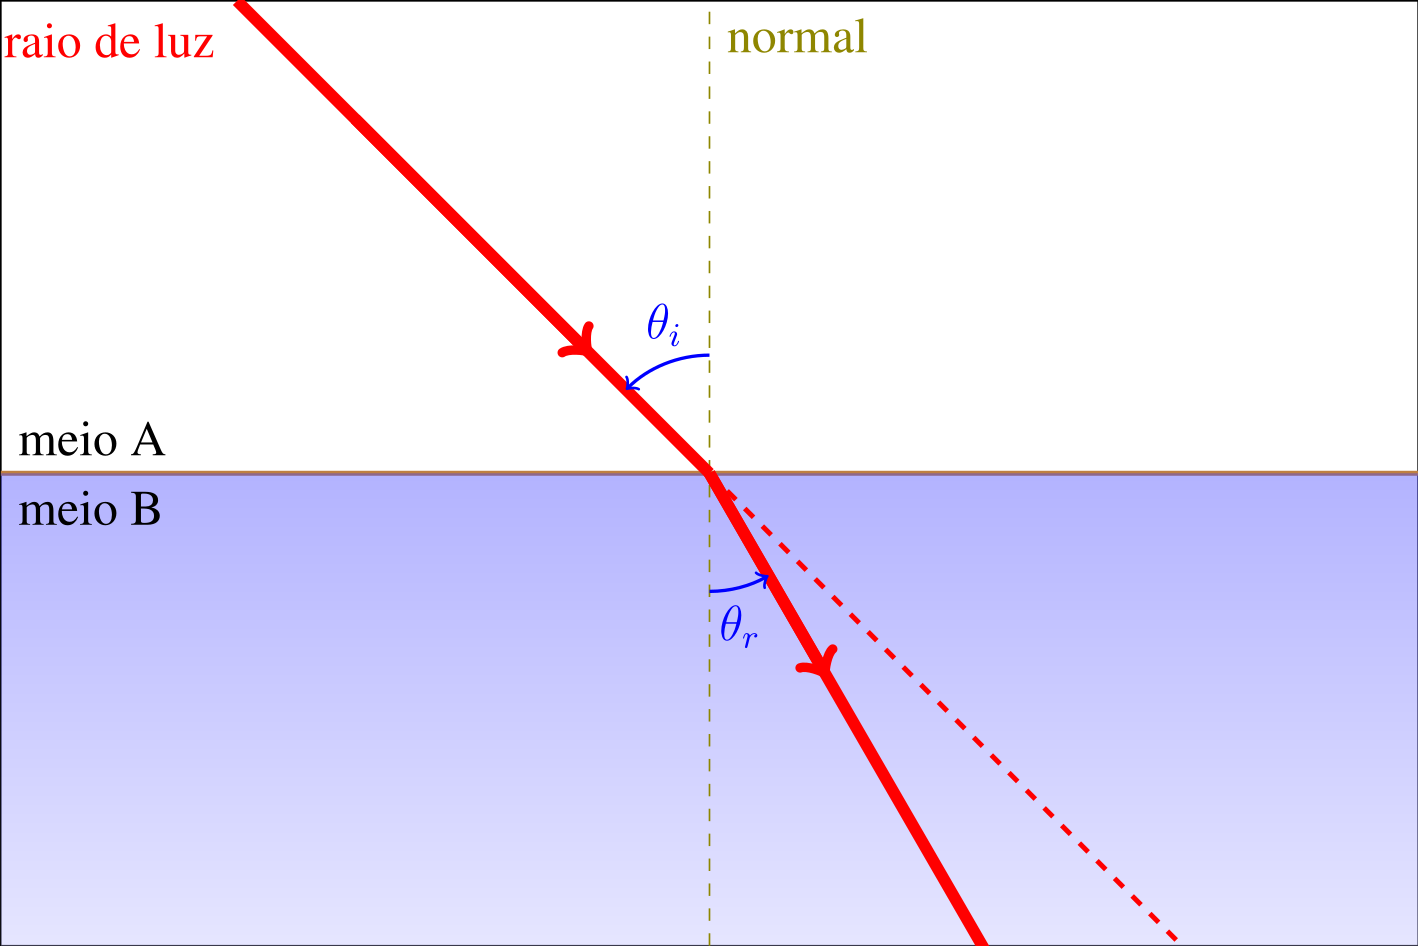 raio de luz
normal
θi
meio A
meio B
θr